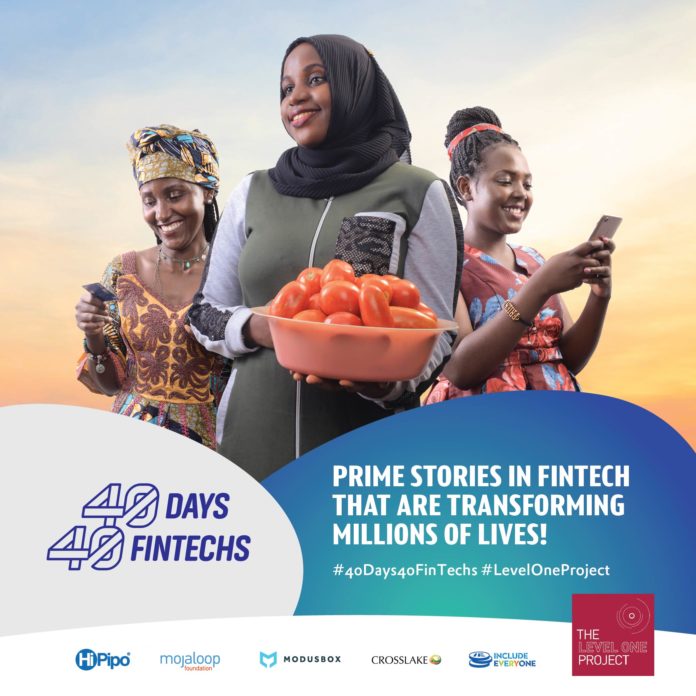 40 DAYS
40 FINTECHS
PRIME STORIES IN FINTECH
THAT ARE TRANSFORMING
MILLIONS OF LIVES!
#40Days40FinTechs #LevelOneProject
HiPipo
mojaloop
foundation
MODUSBOX
CROSSLAKE
INCLUDE
EVERYONE
THE
LEVEL ONE
PROJECT